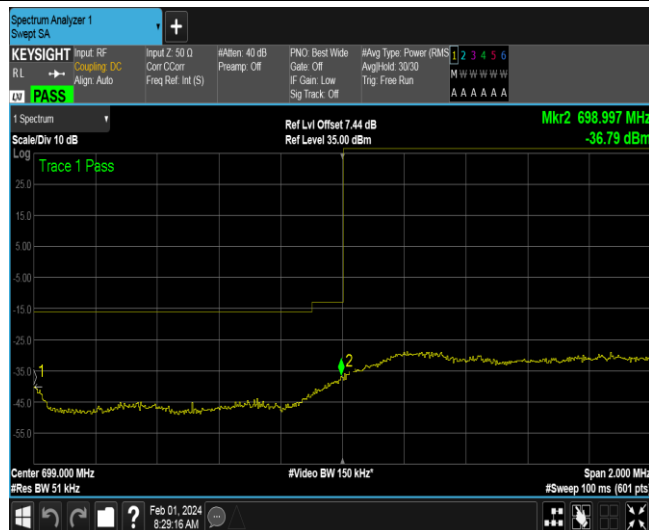 Spectrum Analyzer 1
Swept SA
+
KEYSIGHT
RL
LXI
PASS
Input: RF
Coupling: DC
Align: Auto
Input Z: 50 Ω
Corr CCorr
Freq Ref: Int (S)
#Atten: 40 dB
Preamp: Off
PNO: Best Wide
Gate: Off
IF Gain: Low
Sig Track: Off
#Avg Type: Power (RMS
Avg|Hold: 30/30
Trig: Free Run
1 2 3 4 5 6
M W W W W W
A A A A A A
1 Spectrum
Scale/Div 10 dB
Log
Ref Lvl Offset 7.44 dB
Ref Level 35.00 dBm
Mkr2 698.997 MHz
-36.79 dBm
Trace 1 Pass
25.0
15.0
5.00
-5.00
-15.0
-25.0
-35.0
-45.0
-55.0
1
2
Center 699.000 MHz
#Res BW 51 kHz
#Video BW 150 kHz*
Span 2.000 MHz
#Sweep 100 ms (601 pts)
?
Feb 01, 2024
8:29:16 AM